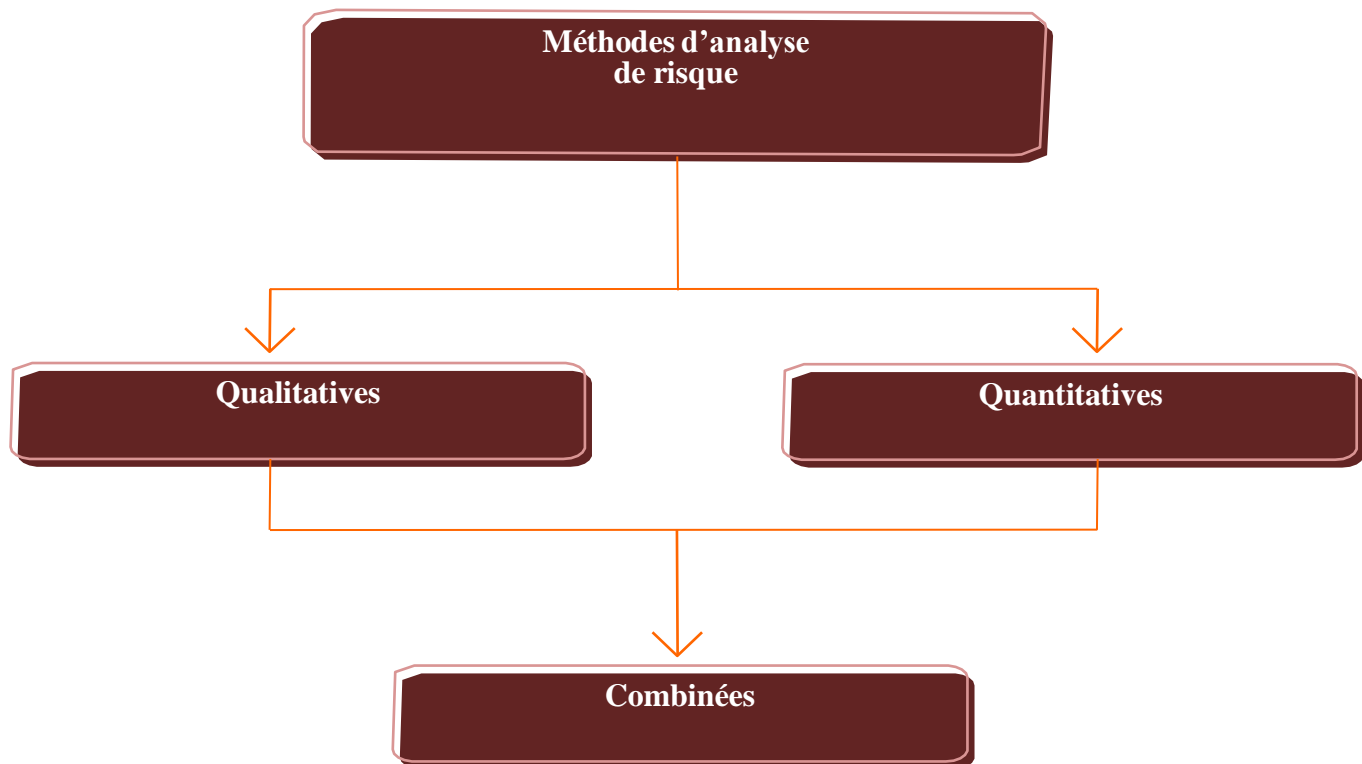 Méthodes d’analyse
de risque
Qualitatives
Quantitatives
Combinées